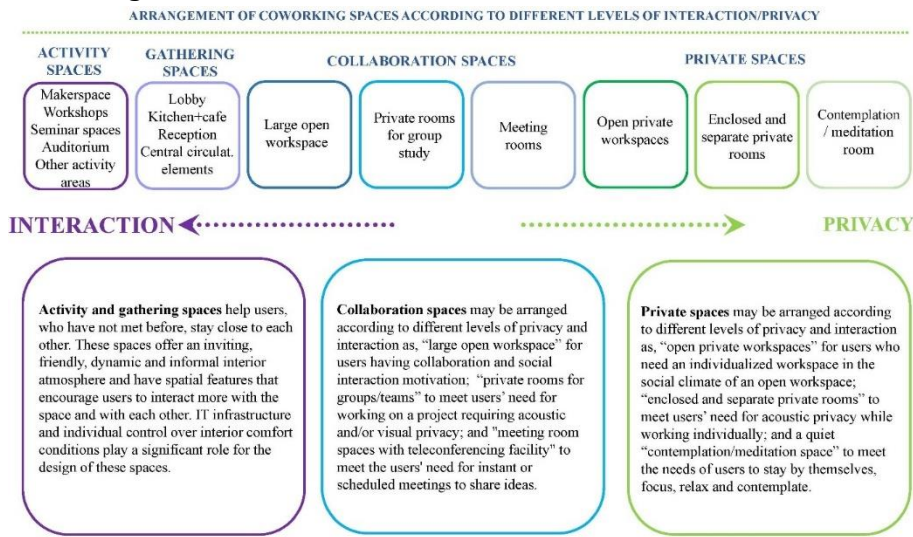 ARRANGEMENT OF COWORKING SPACES ACCORDING TO DIFFERENT LEVELS OF INTERACTION/PRIVACY
ACTIVITY
SPACES
Makerspace
Workshops
Seminar spaces
Auditorium
Other activity
areas
GATHERING
SPACES
Lobby
Kitchen+cafe
Reception
Central circulat.
elements
COLLABORATION SPACES
Large open
workspace
Private rooms
for group
study
Meeting
rooms
PRIVATE SPACES
Open private
workspaces
Enclosed and
separate private
rooms
Contemplation
/ meditation
room
INTERACTION
PRIVACY
Activity and gathering spaces help users,
who have not met before, stay close to each
other. These spaces offer an inviting,
friendly, dynamic and informal interior
atmosphere and have spatial features that
encourage users to interact more with the
space and with each other. IT infrastructure
and individual control over interior comfort
conditions play a significant role for the
design of these spaces.
Collaboration spaces may be arranged
according to different levels of privacy and
interaction as, “large open workspace” for
users having collaboration and social
interaction motivation; “private rooms for
groups/teams” to meet users’ need for
working on a project requiring acoustic
and/or visual privacy; and "meeting room
spaces with teleconferencing facility" to
meet the users' need for instant or
scheduled meetings to share ideas.
Private spaces may be arranged according
to different levels of privacy and interaction
as, “open private workspaces” for users who
need an individualized workspace in the
social climate of an open workspace;
“enclosed and separate private rooms” to
meet users’ need for acoustic privacy while
working individually; and a quiet
“contemplation/meditation space” to meet
the needs of users to stay by themselves,
focus, relax and contemplate.